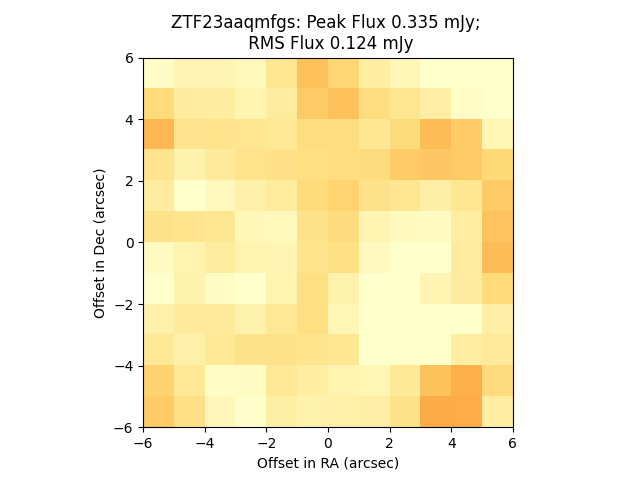 ZTF23aaqmfgs: Peak Flux 0.335 mJy;
RMS Flux 0.124 mJy
6
4
2
0
−2
−4
−6
Offset in Dec (arcsec)
−6 −4 −2 0 2 4 6
Offset in RA (arcsec)